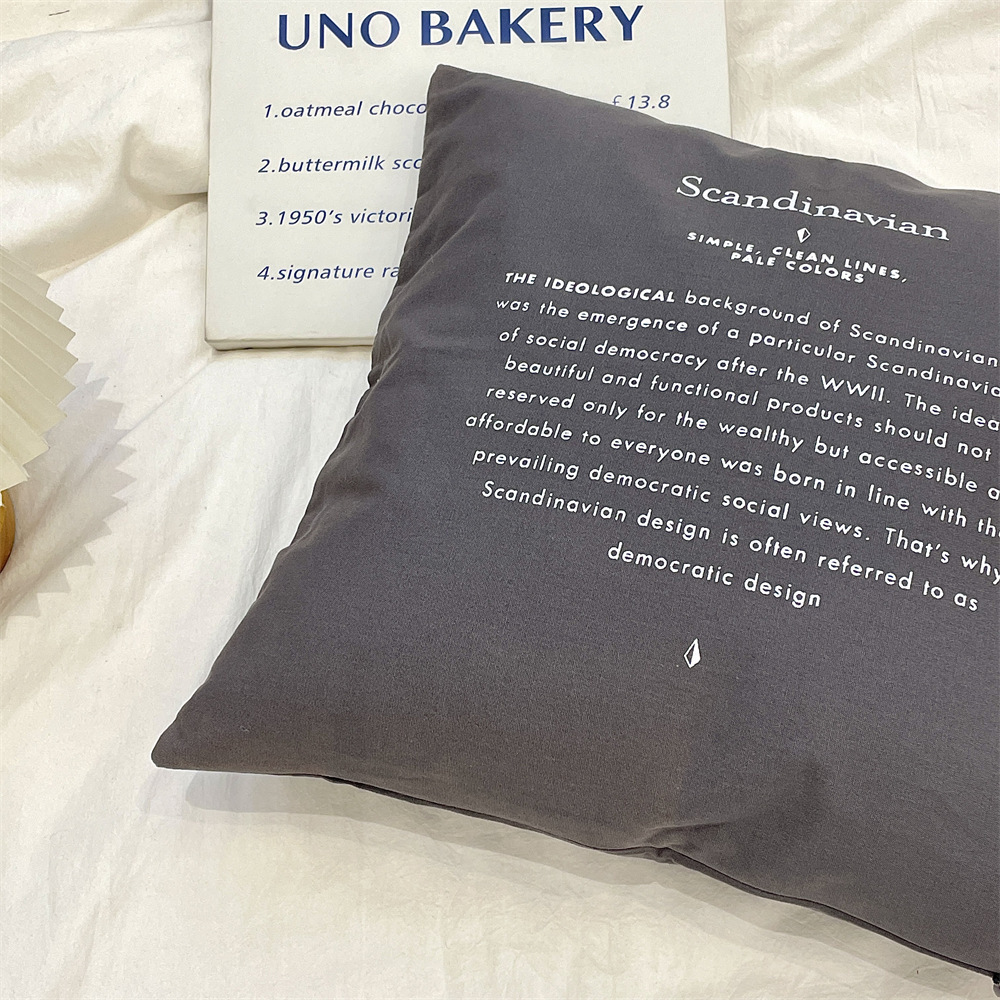 UNO BAKERY
1.oatmeal choco
£13.8
2.buttermilk sco
3.1950's victori
4.signature ra
Scandinavian
SIMPLE, CLEAN LINES,
PALE COLORS
THE IDEOLOGICAL background of Scandinavian
was the emergence of a particular Scandinavia
of social democracy after the WWII. The idea
beautiful and functional products should not
reserved only for the wealthy but accessible a
affordable to everyone was born in line with the
prevailing democratic social views. That's why
Scandinavian design is often referred to as
democratic design